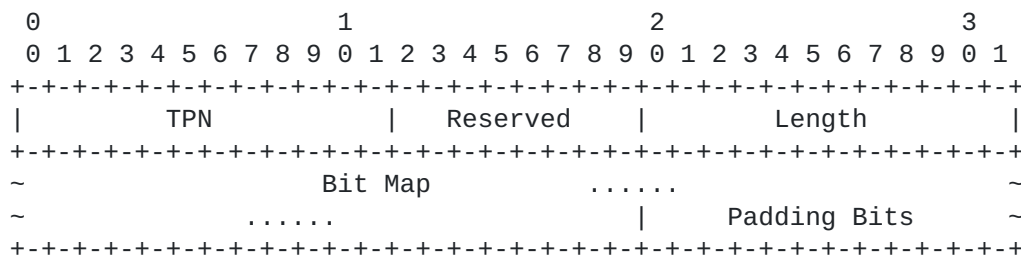 0                   1                   2                   3
 0 1 2 3 4 5 6 7 8 9 0 1 2 3 4 5 6 7 8 9 0 1 2 3 4 5 6 7 8 9 0 1
+-+-+-+-+-+-+-+-+-+-+-+-+-+-+-+-+-+-+-+-+-+-+-+-+-+-+-+-+-+-+-+-+
|         TPN           |   Reserved    |        Length         |
+-+-+-+-+-+-+-+-+-+-+-+-+-+-+-+-+-+-+-+-+-+-+-+-+-+-+-+-+-+-+-+-+
~                   Bit Map          ......                     ~
~              ......                   |     Padding Bits      ~
+-+-+-+-+-+-+-+-+-+-+-+-+-+-+-+-+-+-+-+-+-+-+-+-+-+-+-+-+-+-+-+-+